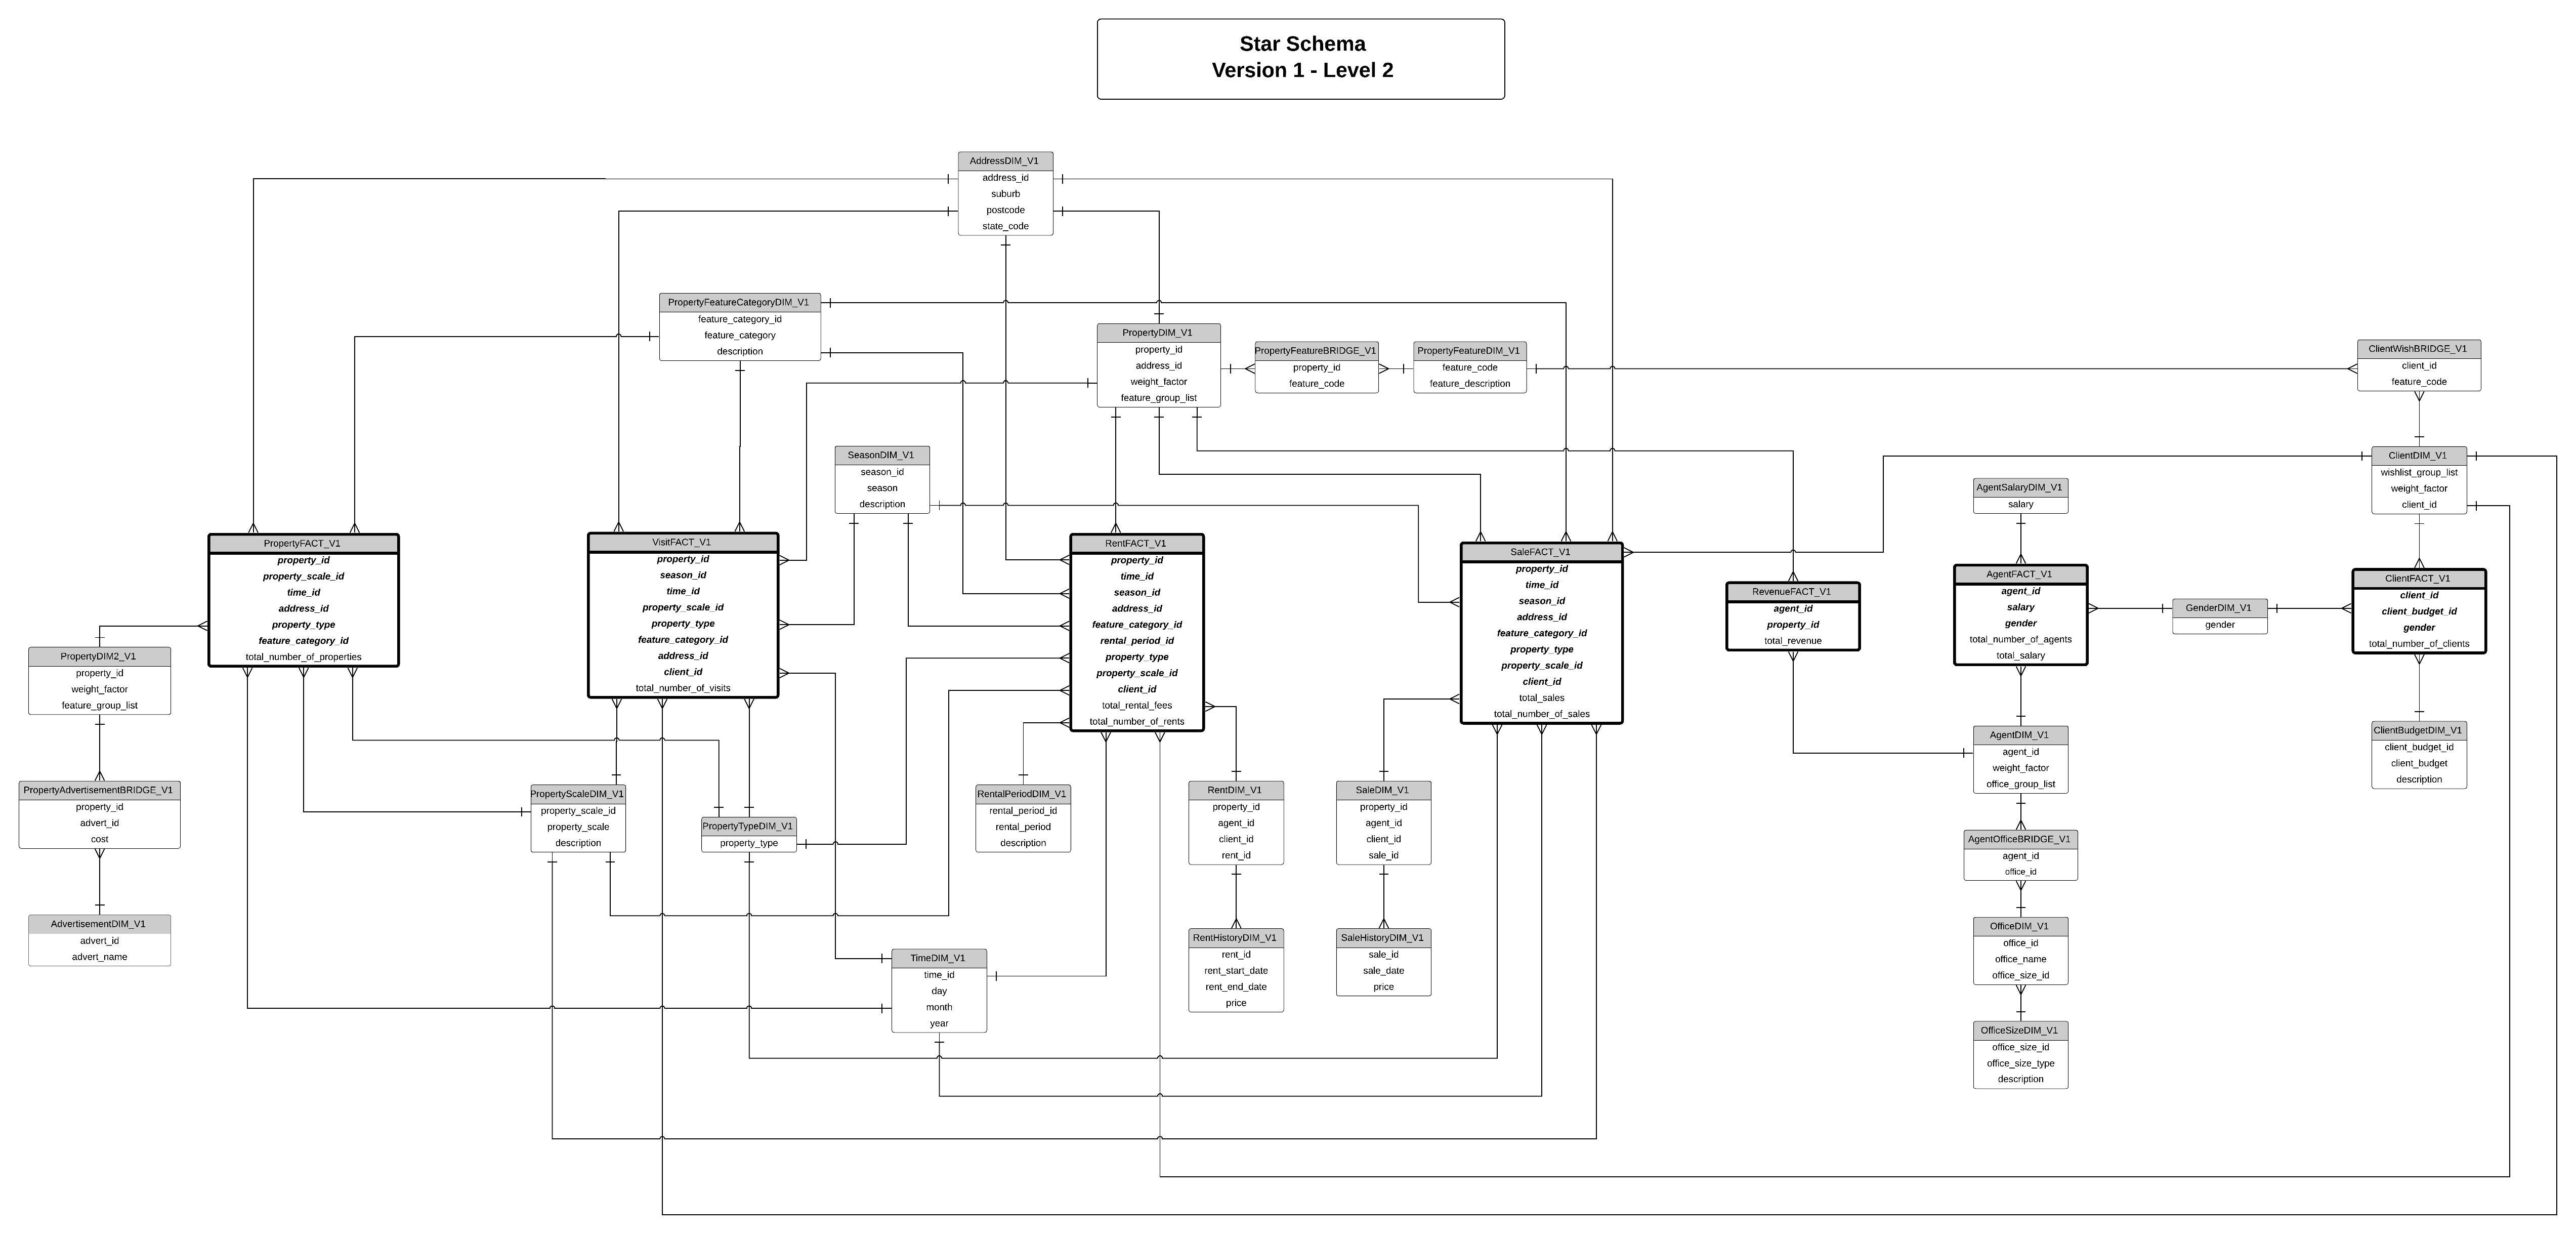 Star Schema
Version 1 - Level 2
AddressDIM_V1
address_id
suburb
postcode
state_code
PropertyFeatureCategoryDIM_V1
feature_category_id
feature_category
description
PropertyDIM_V1
property_id
address_id
weight_factor
feature_group_list
PropertyFeatureBRIDGE_V1
property_id
feature_code
PropertyFeatureDIM_V1
feature_code
feature_description
ClientWishBRIDGE_V1
client_id
feature_code
SeasonDIM_V1
season_id
season
description
ClientDIM_V1
wishlist_group_list
weight_factor
client_id
AgentSalaryDIM_V1
salary
PropertyFACT_V1
property_id
property_scale_id
time_id
address_id
property_type
feature_category_id
total_number_of_properties
VisitFACT_V1
property_id
season_id
time_id
property_scale_id
property_type
feature_category_id
address_id
client_id
total_number_of_visits
RentFACT_V1
property_id
time_id
season_id
address_id
feature_category_id
rental_period_id
property_type
property_scale_id
client_id
total_rental_fees
total_number_of_rents
SaleFACT_V1
property_id
time_id
season_id
address_id
feature_category_id
property_type
property_scale_id
client_id
total_sales
total_number_of_sales
RevenueFACT_V1
agent_id
property_id
total_revenue
AgentFACT_V1
agent_id
salary
gender
total_number_of_agents
total_salary
GenderDIM_V1
gender
ClientFACT_V1
client_id
client_budget_id
gender
total_number_of_clients
PropertyDIM2_V1
property_id
weight_factor
feature_group_list
PropertyAdvertisementBRIDGE_V1
property_id
advert_id
cost
AdvertisementDIM_V1
advert_id
advert_name
PropertyScaleDIM_V1
property_scale_id
property_scale
description
PropertyTypeDIM_V1
property_type
RentalPeriodDIM_V1
rental_period_id
rental_period
description
RentDIM_V1
property_id
agent_id
client_id
rent_id
SaleDIM_V1
property_id
agent_id
client_id
sale_id
AgentDIM_V1
agent_id
weight_factor
office_group_list
ClientBudgetDIM_V1
client_budget_id
client_budget
description
AgentOfficeBRIDGE_V1
agent_id
office_id
TimeDIM_V1
time_id
day
month
year
RentHistoryDIM_V1
rent_id
rent_start_date
rent_end_date
price
SaleHistoryDIM_V1
sale_id
sale_date
price
OfficeDIM_V1
office_id
office_name
office_size_id
OfficeSizeDIM_V1
office_size_id
office_size_type
description